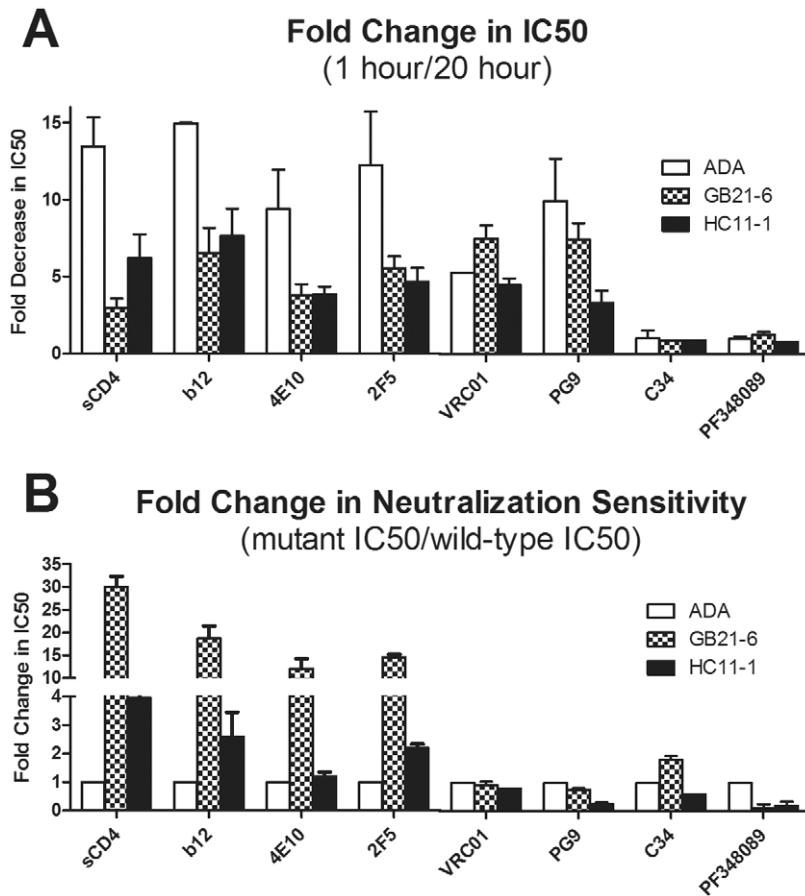 A
Fold Change in IC50
(1 hour/20 hour)
Fold Decrease in IC50
15
10
5
0
ADA
GB21-6
HC11-1
sCD4
b12
4E10
2F5
VRC01
PG9
C34
PF348089
B
Fold Change in Neutralization Sensitivity
(mutant IC50/wild-type IC50)
Fold Change in IC50
35
30
25
20
15
10
4
3
2
1
0
ADA
GB21-6
HC11-1
sCD4
b12
4E10
2F5
VRC01
PG9
C34
PF348089